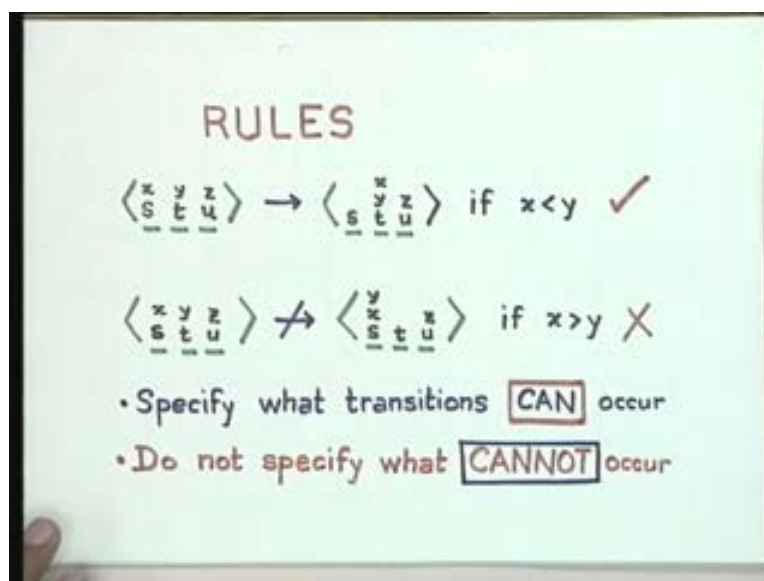 RULES
x
x y z y z
⟨ s t u ⟩ → ⟨ s t u ⟩ if x<y ✓
y
x y z x z
⟨ s t u ⟩ ↛ ⟨ s t u ⟩ if x>y ✗
• Specify what transitions CAN occur
• Do not specify what CANNOT occur